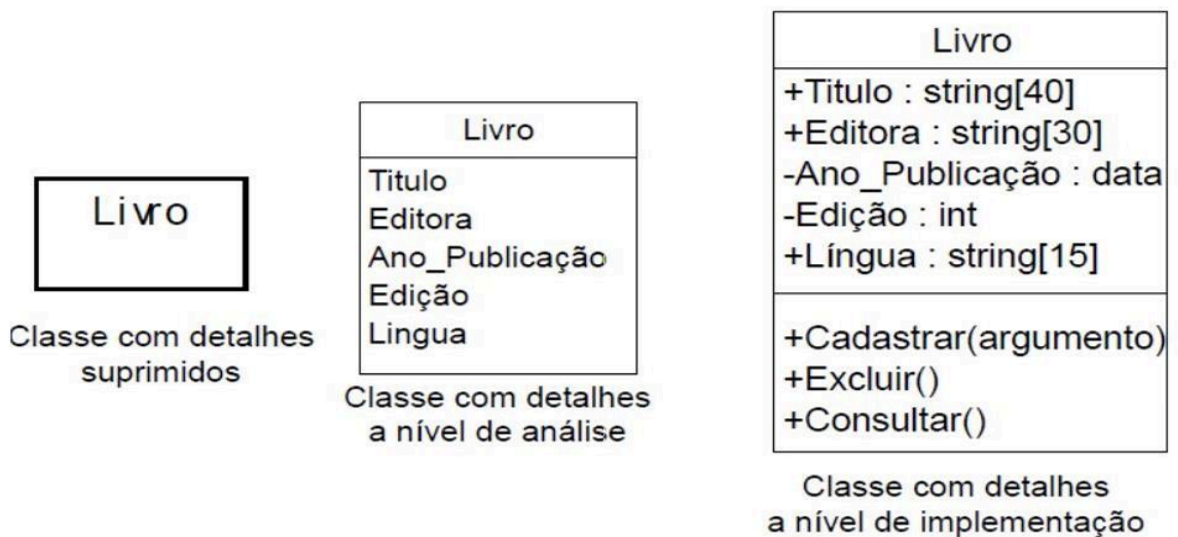 Livro
Classe com detalhes
suprimidos
Livro
Titulo
Editora
Ano_Publicação
Edição
Lingua
Classe com detalhes
a nível de análise
Livro
+Titulo : string[40]
+Editora : string[30]
-Ano_Publicação : data
-Edição : int
+Língua : string[15]
+Cadastrar(argumento)
+Excluir()
+Consultar()
Classe com detalhes
a nível de implementação